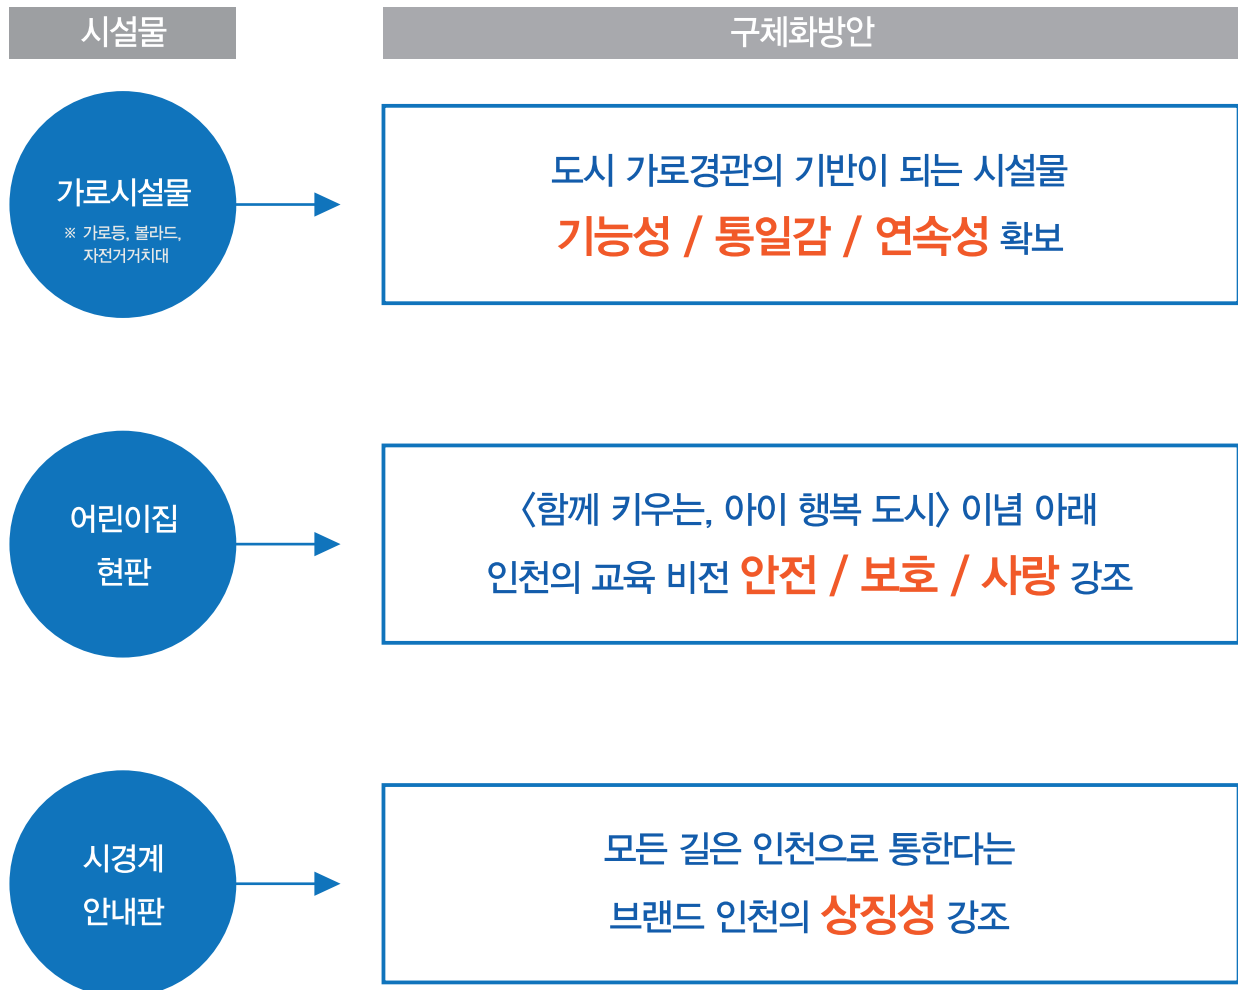 시설물
구체화방안
가로시설물
※ 가로등, 볼라드,
자전거거치대
도시 가로경관의 기반이 되는 시설물
기능성 / 통일감 / 연속성 확보
어린이집
현판
〈함께 키우는, 아이 행복 도시〉 이념 아래
인천의 교육 비전 안전 / 보호 / 사랑 강조
시경계
안내판
모든 길은 인천으로 통한다는
브랜드 인천의 상징성 강조